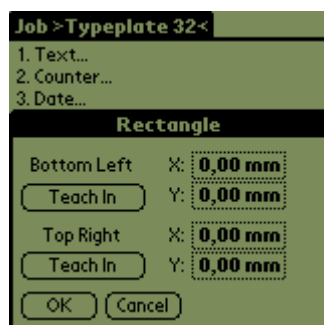 Job >Typeplate 32<
1. Text...
2. Counter...
3. Date...
Rectangle
Bottom Left X: 0,00 mm
Teach In Y: 0,00 mm
Top Right X: 0,00 mm
Teach In Y: 0,00 mm
OK Cancel